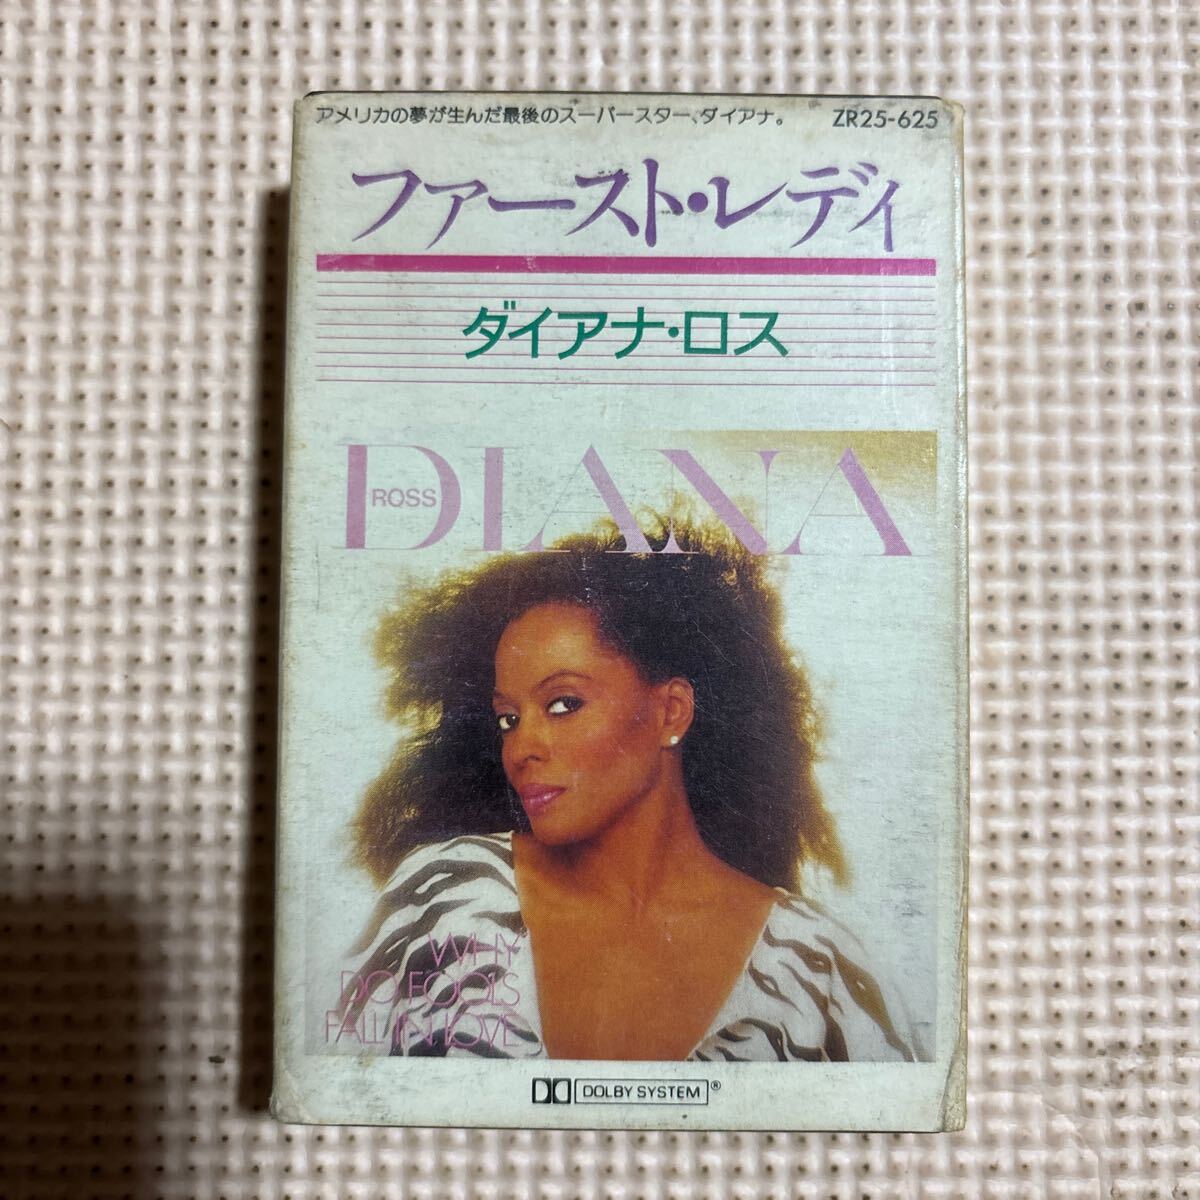 アメリカの夢が生んだ最後のスーパースター、ダイアナ。 ZR25-625
ファースト・レディ
ダイアナ・ロス
DIANA
ROSS
WHY
DO FOOLS
FALL IN LOVE
DOLBY SYSTEM®